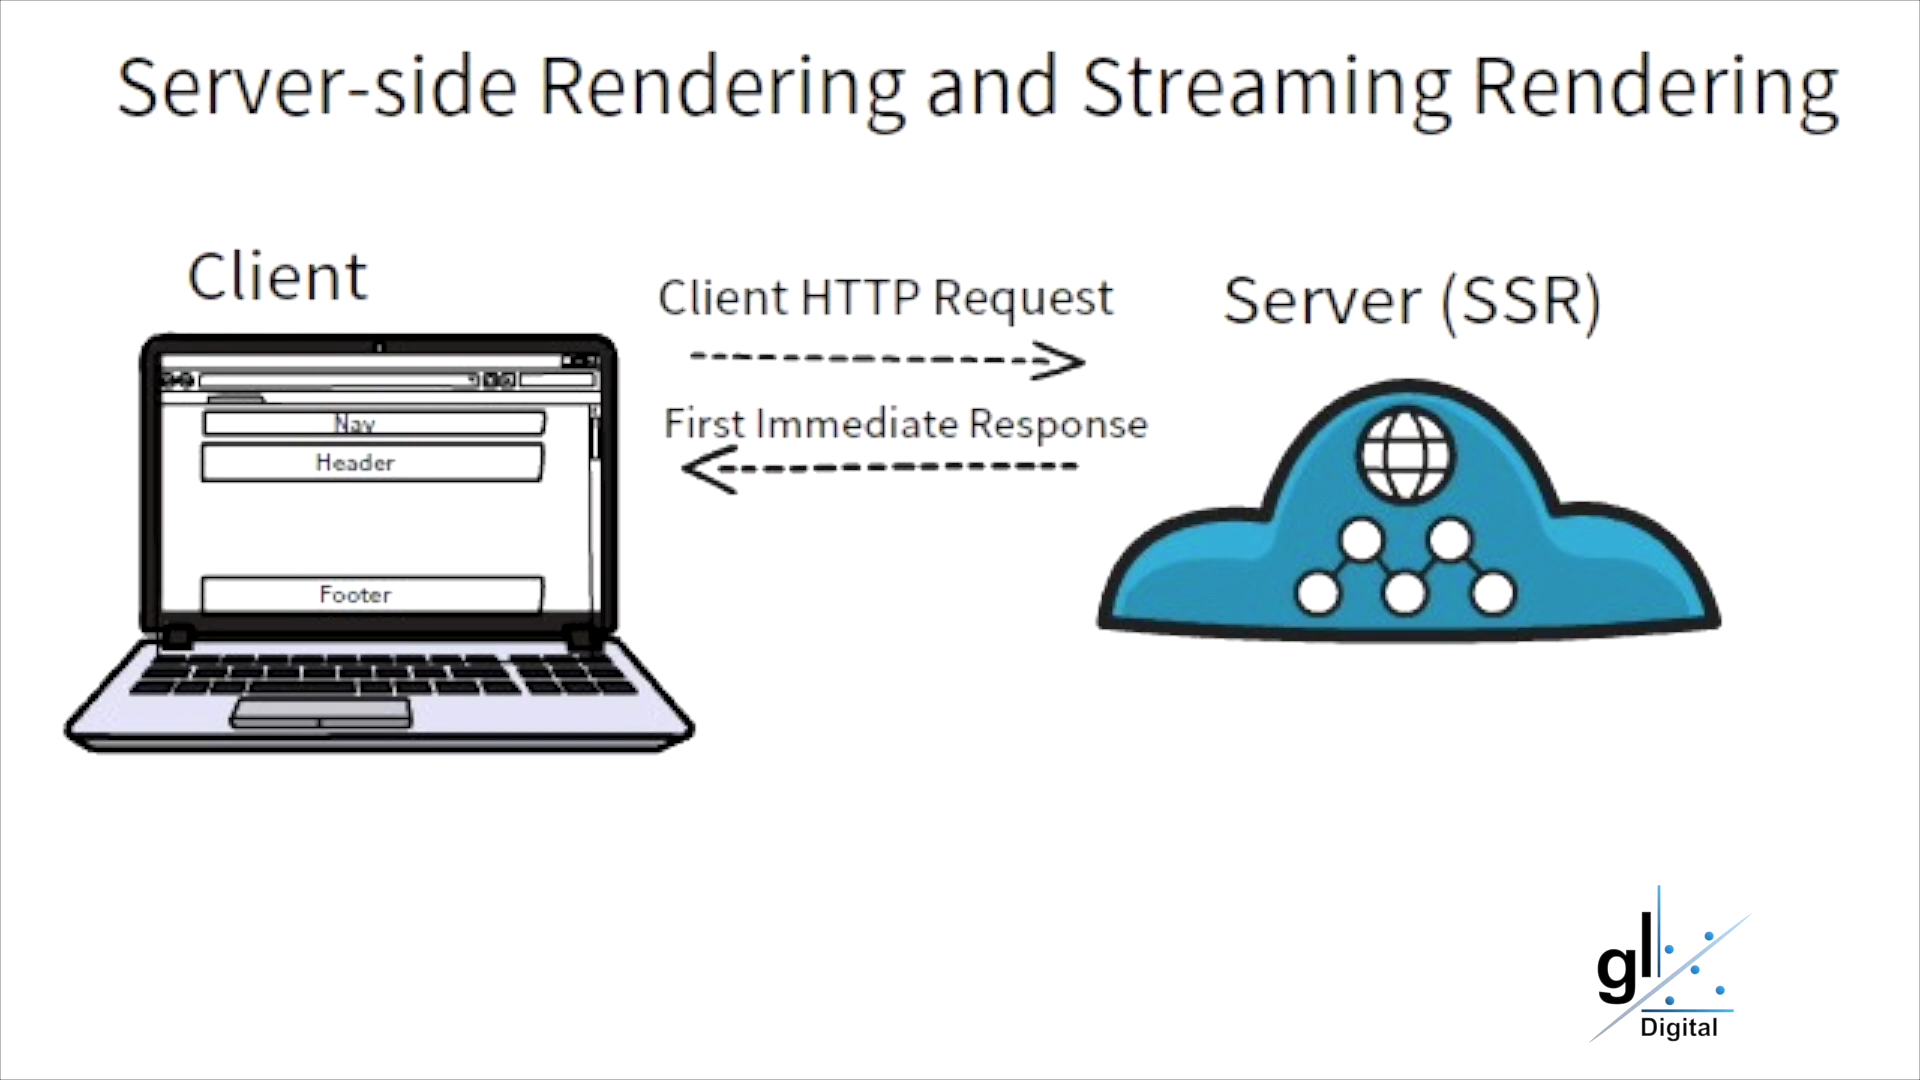 Server-side Rendering and Streaming Rendering
Client
Client HTTP Request
Server (SSR)
First Immediate Response
Nav
Header
Footer
gl
Digital